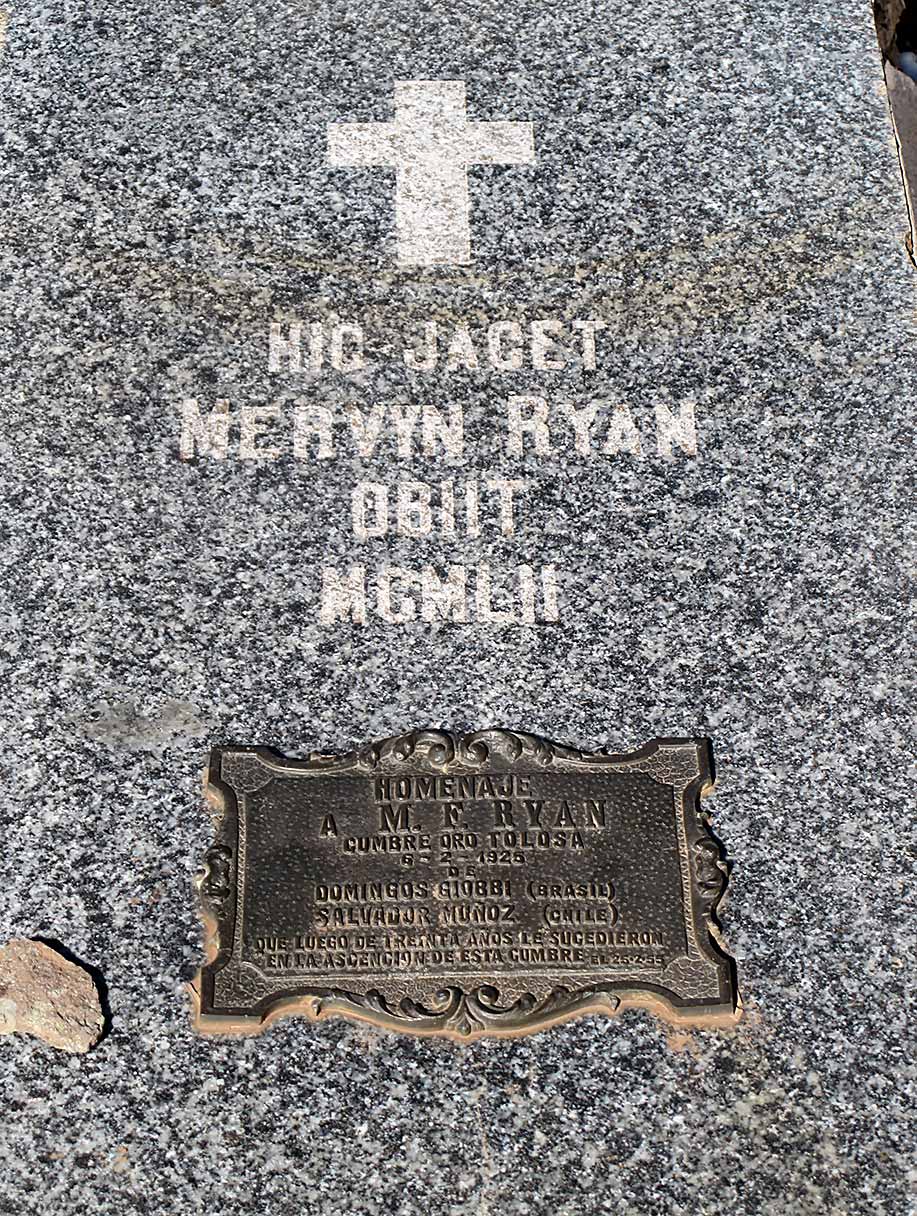 HIC JACET
MERVYN RYAN
OBIIT
MCMLII
HOMENAJE
A M. F. RYAN
CUMBRE ORO TOLOSA
6-2-1925
DE
DOMINGOS GIOBBI (BRASIL)
SALVADOR MUÑOZ (CHILE)
QUE LUEGO DE TREINTA AÑOS LE SUCEDIERON
EN LA ASCENCION DE ESTA CUMBRE EL 25-2-55